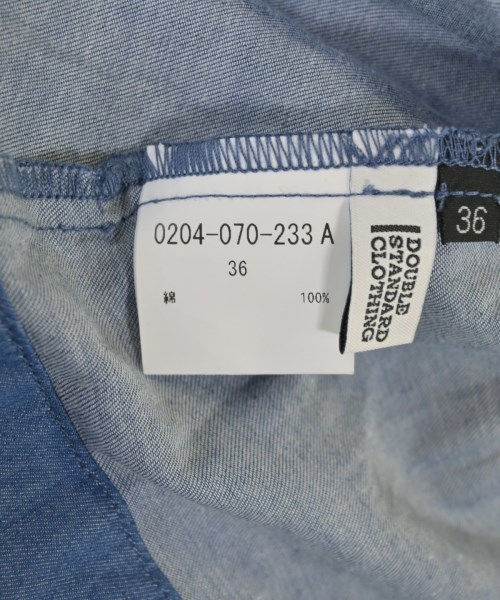 0204-070-233 A
36
綿 100%
DOUBLE
STANDARD
CLOTHING
36